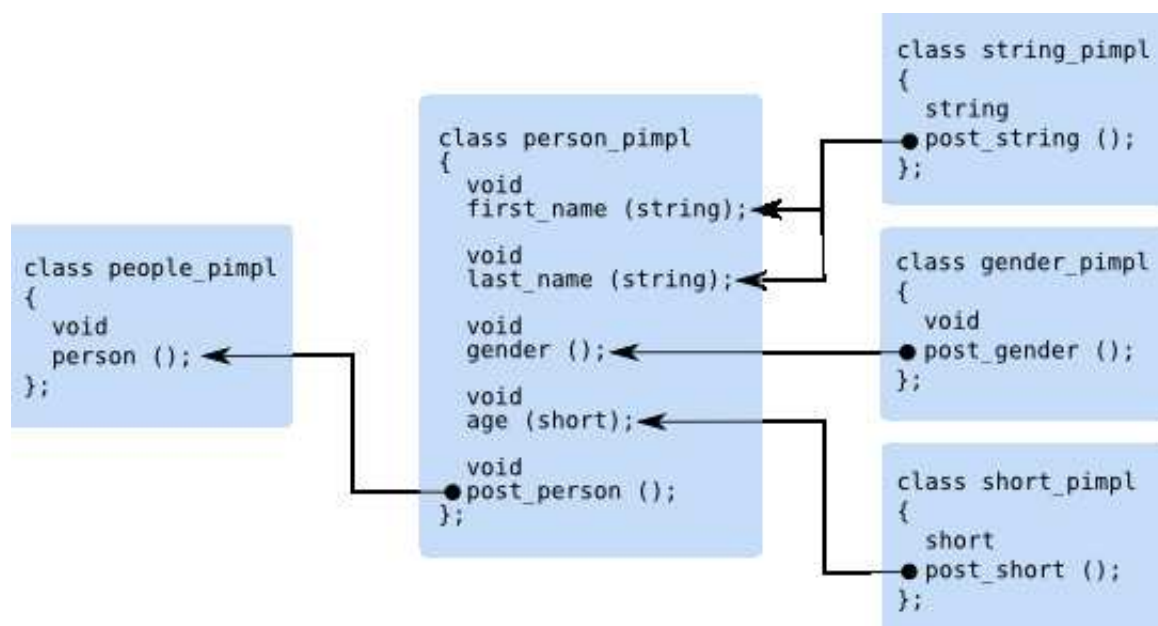 class people_pimpl
{
void
person ();
};
class person_pimpl
{
void
first_name (string);
void
last_name (string);
void
gender ();
void
age (short);
void
post_person ();
};
class string_pimpl
{
string
post_string ();
};
class gender_pimpl
{
void
post_gender ();
};
class short_pimpl
{
short
post_short ();
};